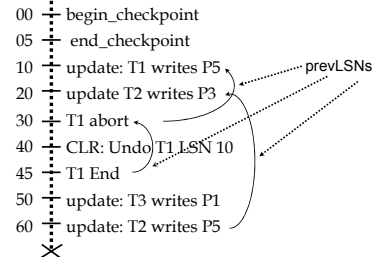 00 begin_checkpoint
05 end_checkpoint
10 update: T1 writes P5
prevLSNs
20 update T2 writes P3
30 T1 abort
40 CLR: Undo T1 LSN 10
45 T1 End
50 update: T3 writes P1
60 update: T2 writes P5